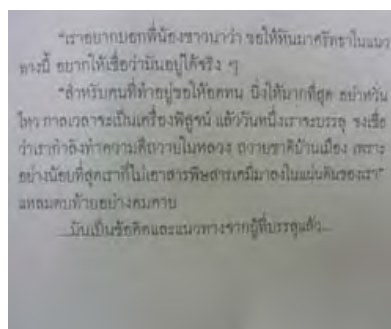 "เราอยากบอกพี่น้องชาวนาว่า ขอให้หันมาศรัทธาในแนว
ทางนี้ อยากให้เชื่อว่ามันอยู่ได้จริง ๆ
"สำหรับคนที่ทำอยู่ขอให้อดทน นิ่งให้มากที่สุด อย่าหวั่น
ไหว กาลเวลาจะเป็นเครื่องพิสูจน์ แล้ววันหนึ่งเราจะบรรลุ จงเชื่อ
ว่าเรากำลังทำความดีถวายในหลวง ถวายชาติบ้านเมือง เพราะ
อย่างน้อยที่สุดเราก็ไม่เอาสารพิษสารเคมีมาลงในแผ่นดินของเรา"
แหลมตบท้ายอย่างคมคาย
...มันเป็นข้อคิดและแนวทางจากผู้ที่บรรลุแล้ว...